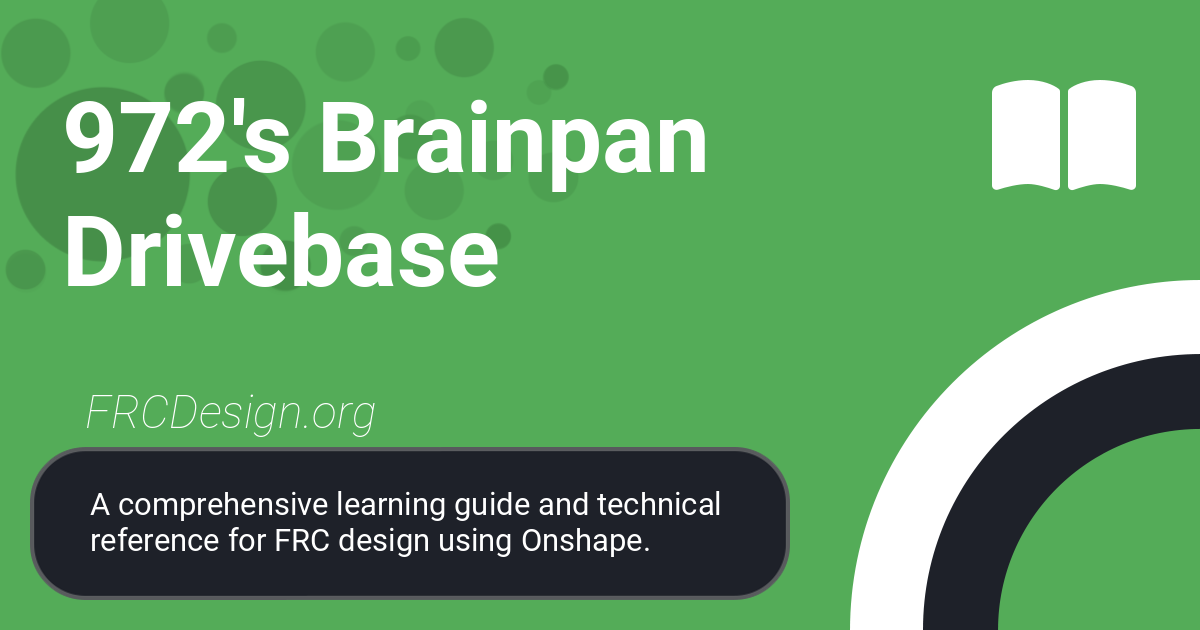 972's Brainpan
Drivebase
FRCDesign.org
A comprehensive learning guide and technical
reference for FRC design using Onshape.